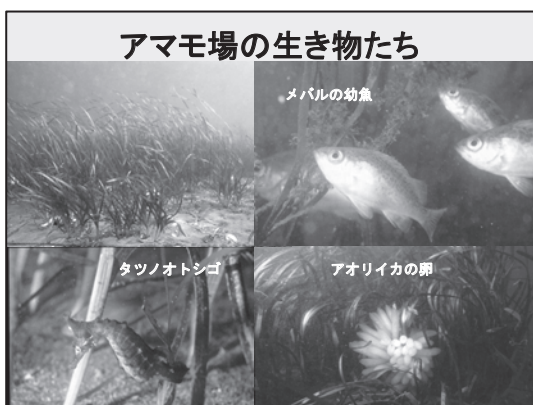 アマモ場の生き物たち
メバルの幼魚
タツノオトシゴ
アオリイカの卵